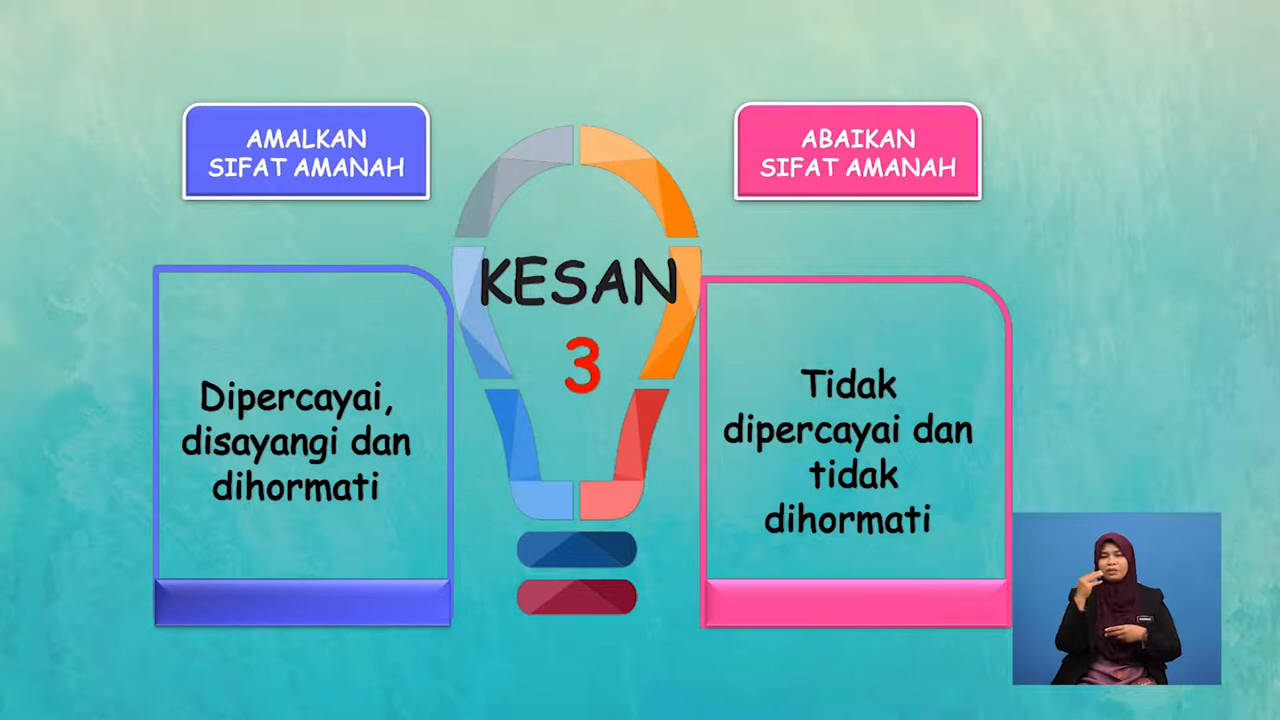 AMALKAN
SIFAT AMANAH
ABAIKAN
SIFAT AMANAH
KESAN
3
Dipercayai,
disayangi dan
dihormati
Tidak
dipercayai dan
tidak
dihormati